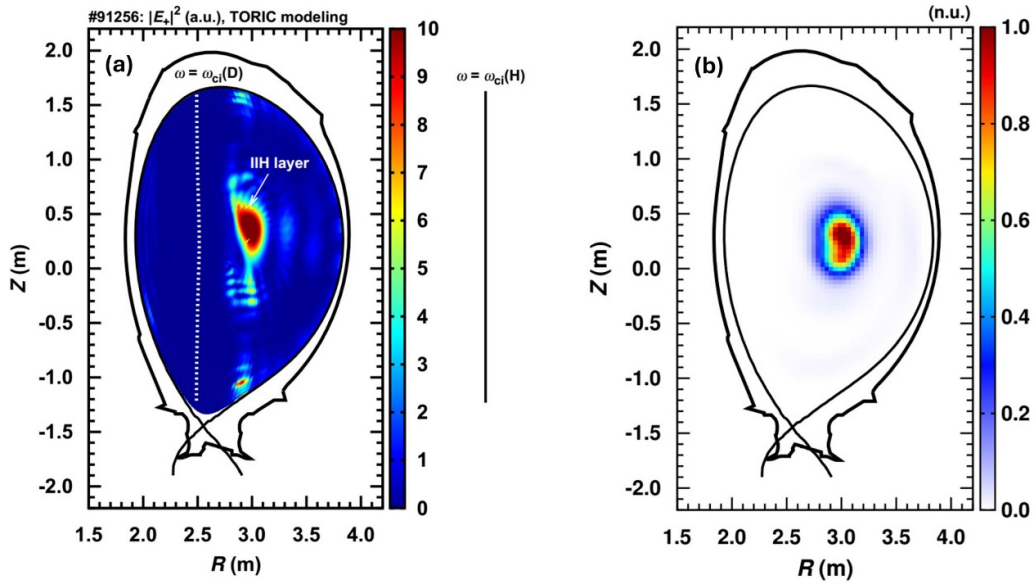 #91256: |E₊|² (a.u.), TORIC modeling
(a)
ω = ω_ci(D)
IIH layer
2.0
1.5
1.0
0.5
0.0
-0.5
-1.0
-1.5
-2.0
Z (m)
1.5 2.0 2.5 3.0 3.5 4.0
R (m)
10
9
8
7
6
5
4
3
2
1
0
ω = ω_ci(H)
(n.u.)
(b)
2.0
1.5
1.0
0.5
0.0
-0.5
-1.0
-1.5
-2.0
Z (m)
1.5 2.0 2.5 3.0 3.5 4.0
R (m)
1.0
0.8
0.6
0.4
0.2
0.0